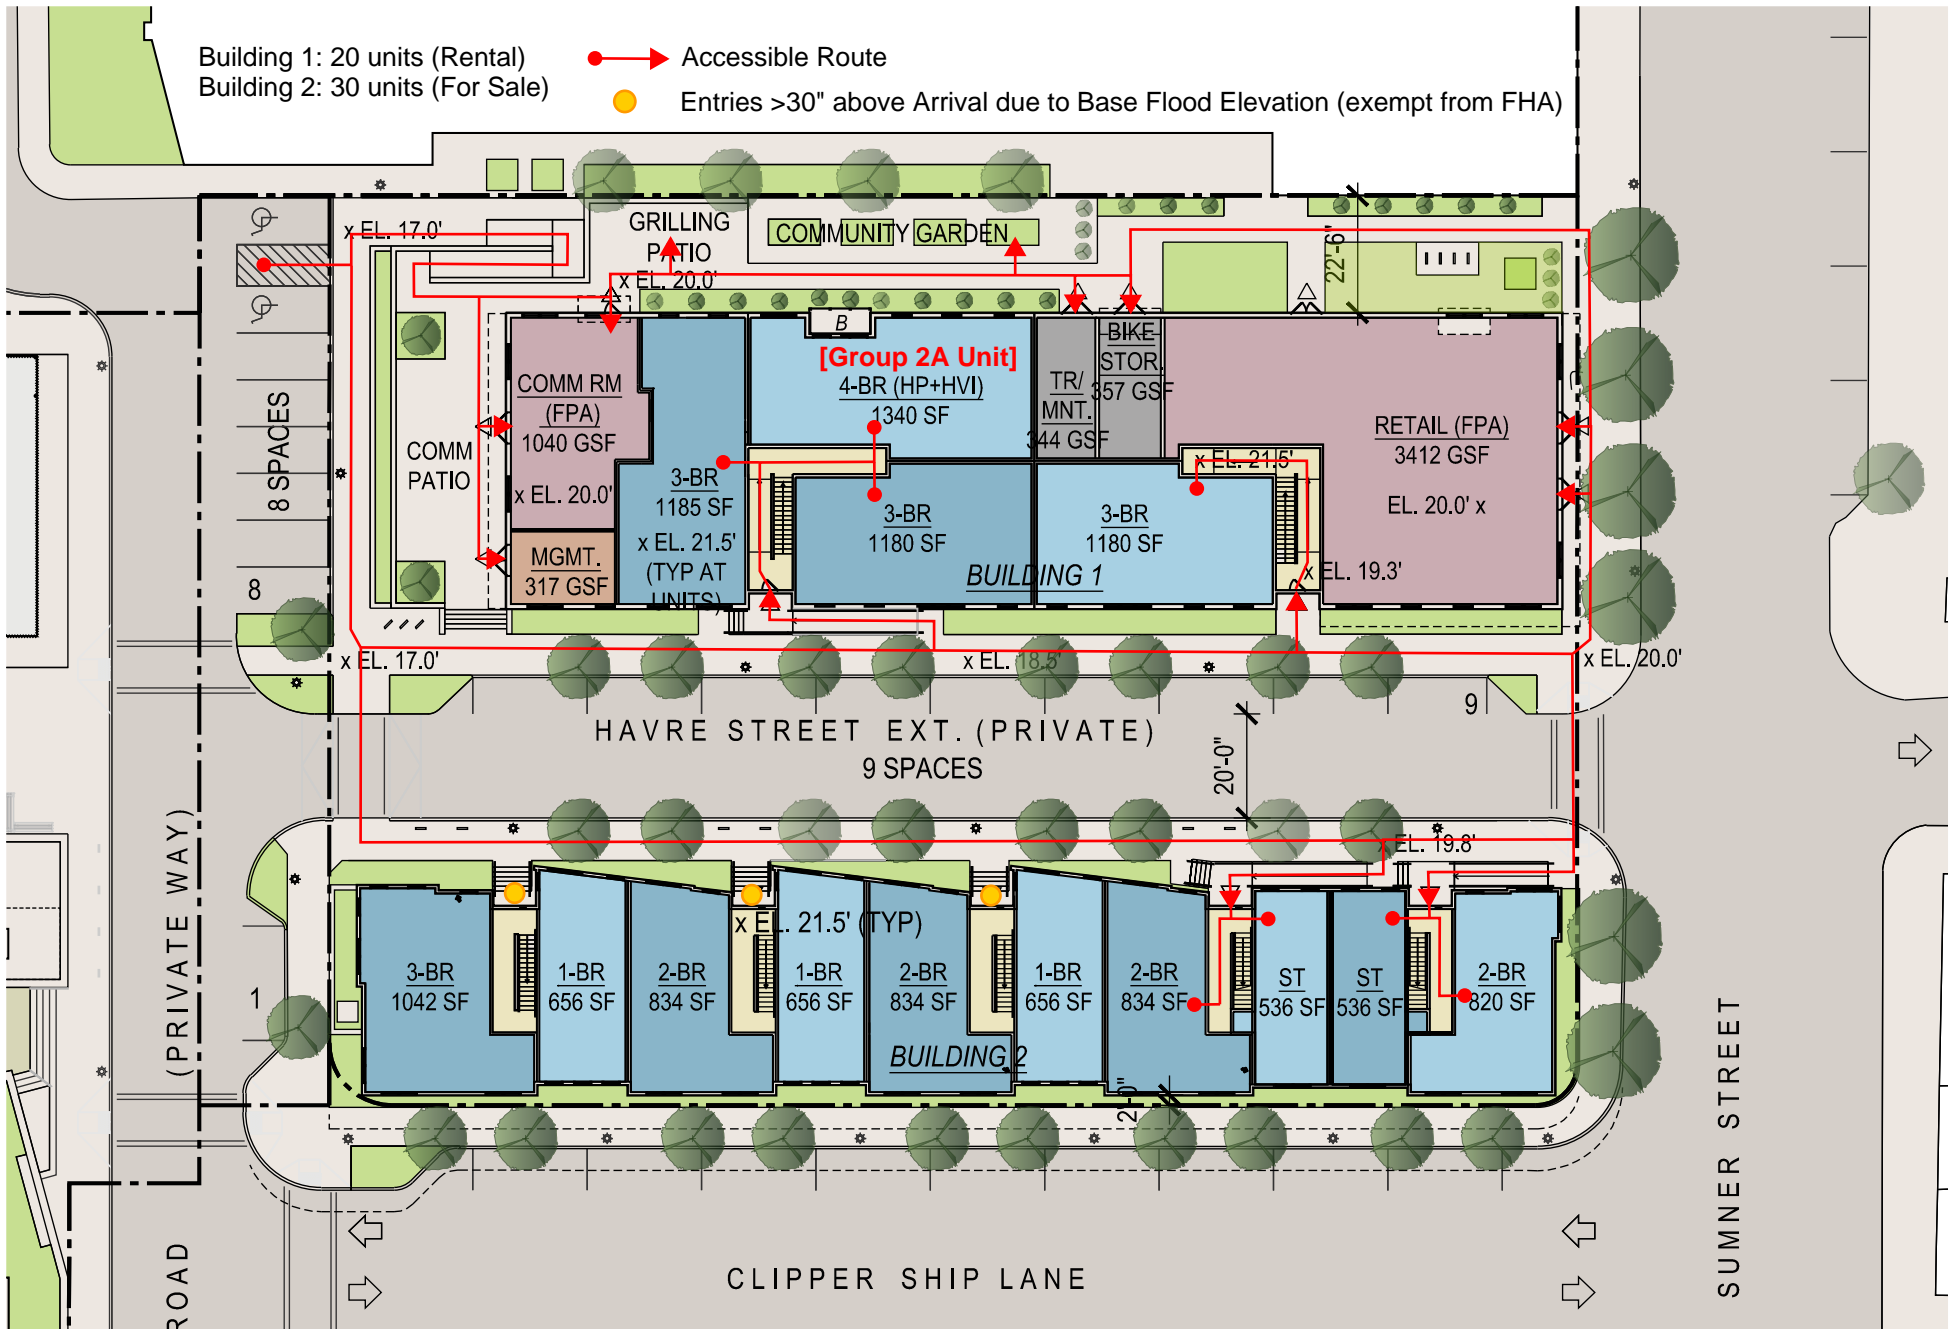 Building 1: 20 units (Rental)
Building 2: 30 units (For Sale)
Accessible Route
Entries >30" above Arrival due to Base Flood Elevation (exempt from FHA)
x EL. 17.0'
GRILLING
PATIO
x EL. 20.0'
COMMUNITY GARDEN
22'-6"
8 SPACES
8
COMM
PATIO
COMM RM
(FPA)
1040 GSF
x EL. 20.0'
MGMT.
317 GSF
3-BR
1185 SF
x EL. 21.5'
(TYP AT
UNITS)
B
[Group 2A Unit]
4-BR (HP+HVI)
1340 SF
TR/
MNT.
344 GSF
BIKE
STOR.
357 GSF
3-BR
1180 SF
3-BR
1180 SF
BUILDING 1
x EL. 21.5'
x EL. 19.3'
RETAIL (FPA)
3412 GSF
EL. 20.0' x
x EL. 17.0'
x EL. 18.5'
x EL. 20.0'
HAVRE STREET EXT. (PRIVATE)
9 SPACES
9
20'-0"
x EL. 19.8'
x EL. 21.5' (TYP)
3-BR
1042 SF
1-BR
656 SF
2-BR
834 SF
1-BR
656 SF
2-BR
834 SF
1-BR
656 SF
2-BR
834 SF
ST
536 SF
ST
536 SF
2-BR
820 SF
BUILDING 2
2'-0"
1
(PRIVATE WAY)
ROAD
CLIPPER SHIP LANE
SUMNER STREET